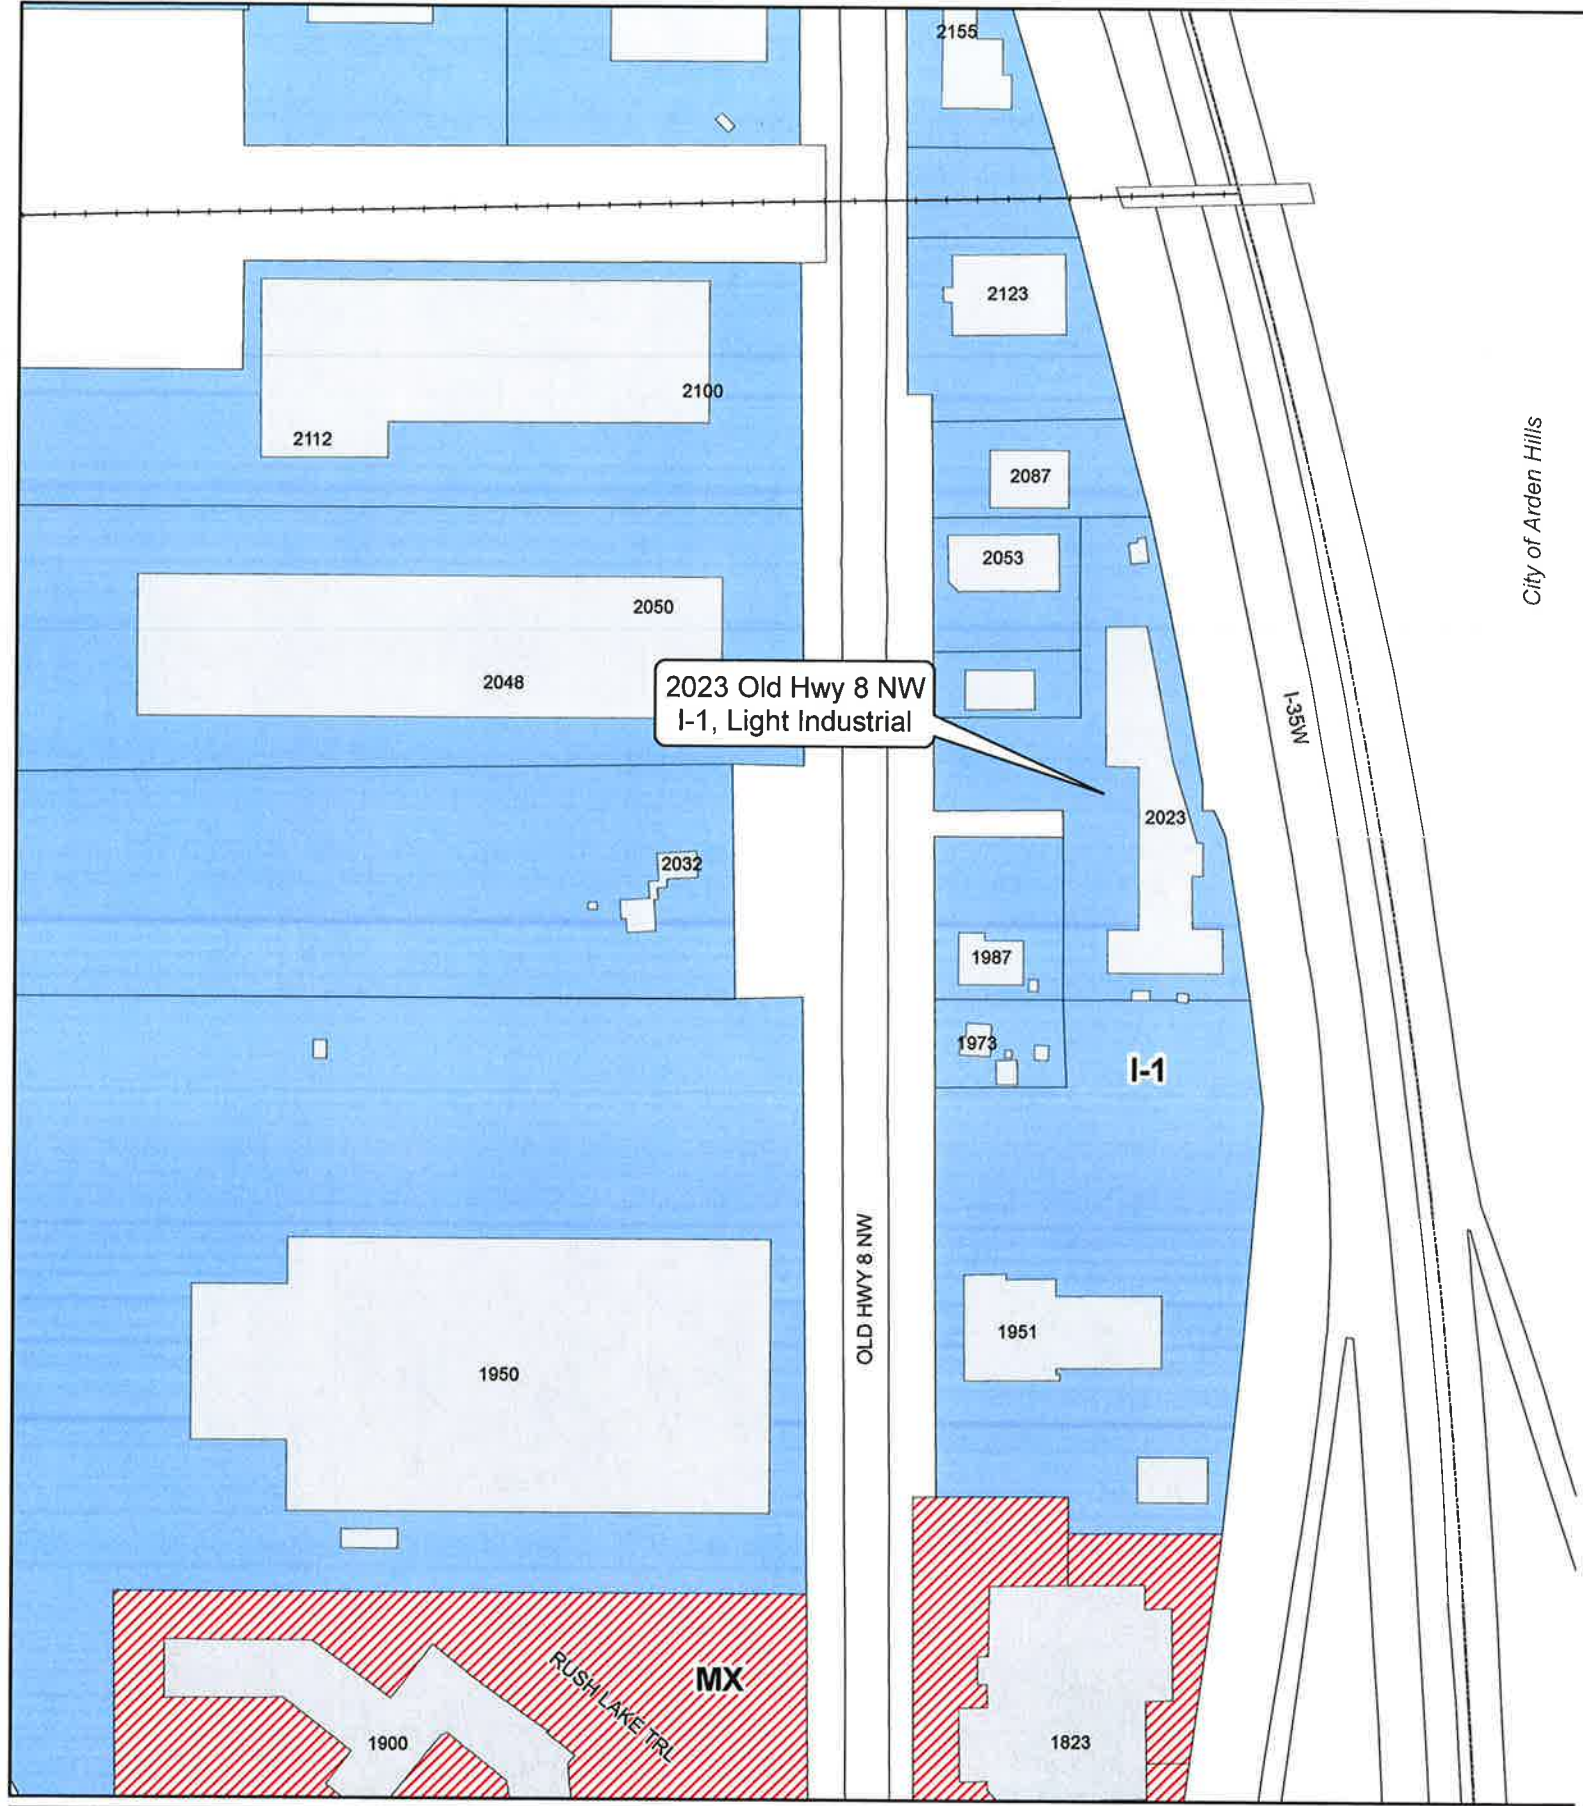 2155
2123
2100
2112
2087
City of Arden Hills
2053
2050
2048
2023 Old Hwy 8 NW
I-1, Light Industrial
I-35W
2023
2032
1987
1973
I-1
OLD HWY 8 NW
1951
1950
RUSH LAKE TRL
MX
1900
1823